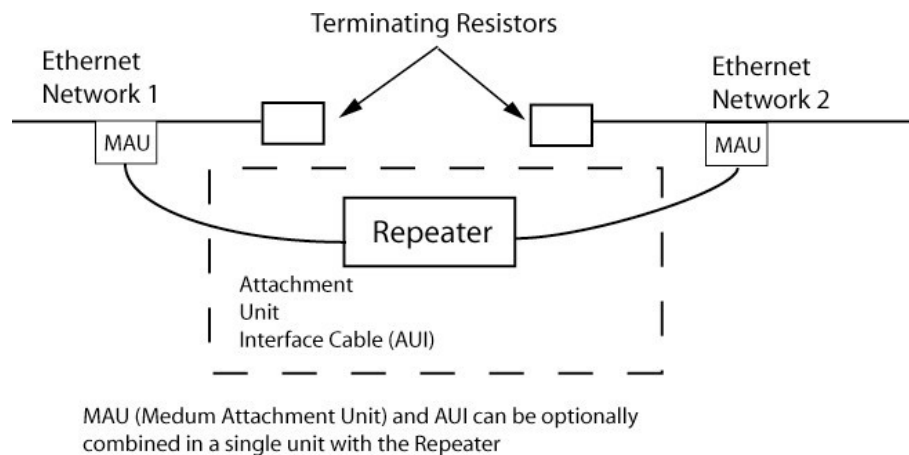 Terminating Resistors
Ethernet
Network 1
Ethernet
Network 2
MAU
MAU
Repeater
Attachment
Unit
Interface Cable (AUI)
MAU (Medum Attachment Unit) and AUI can be optionally
combined in a single unit with the Repeater